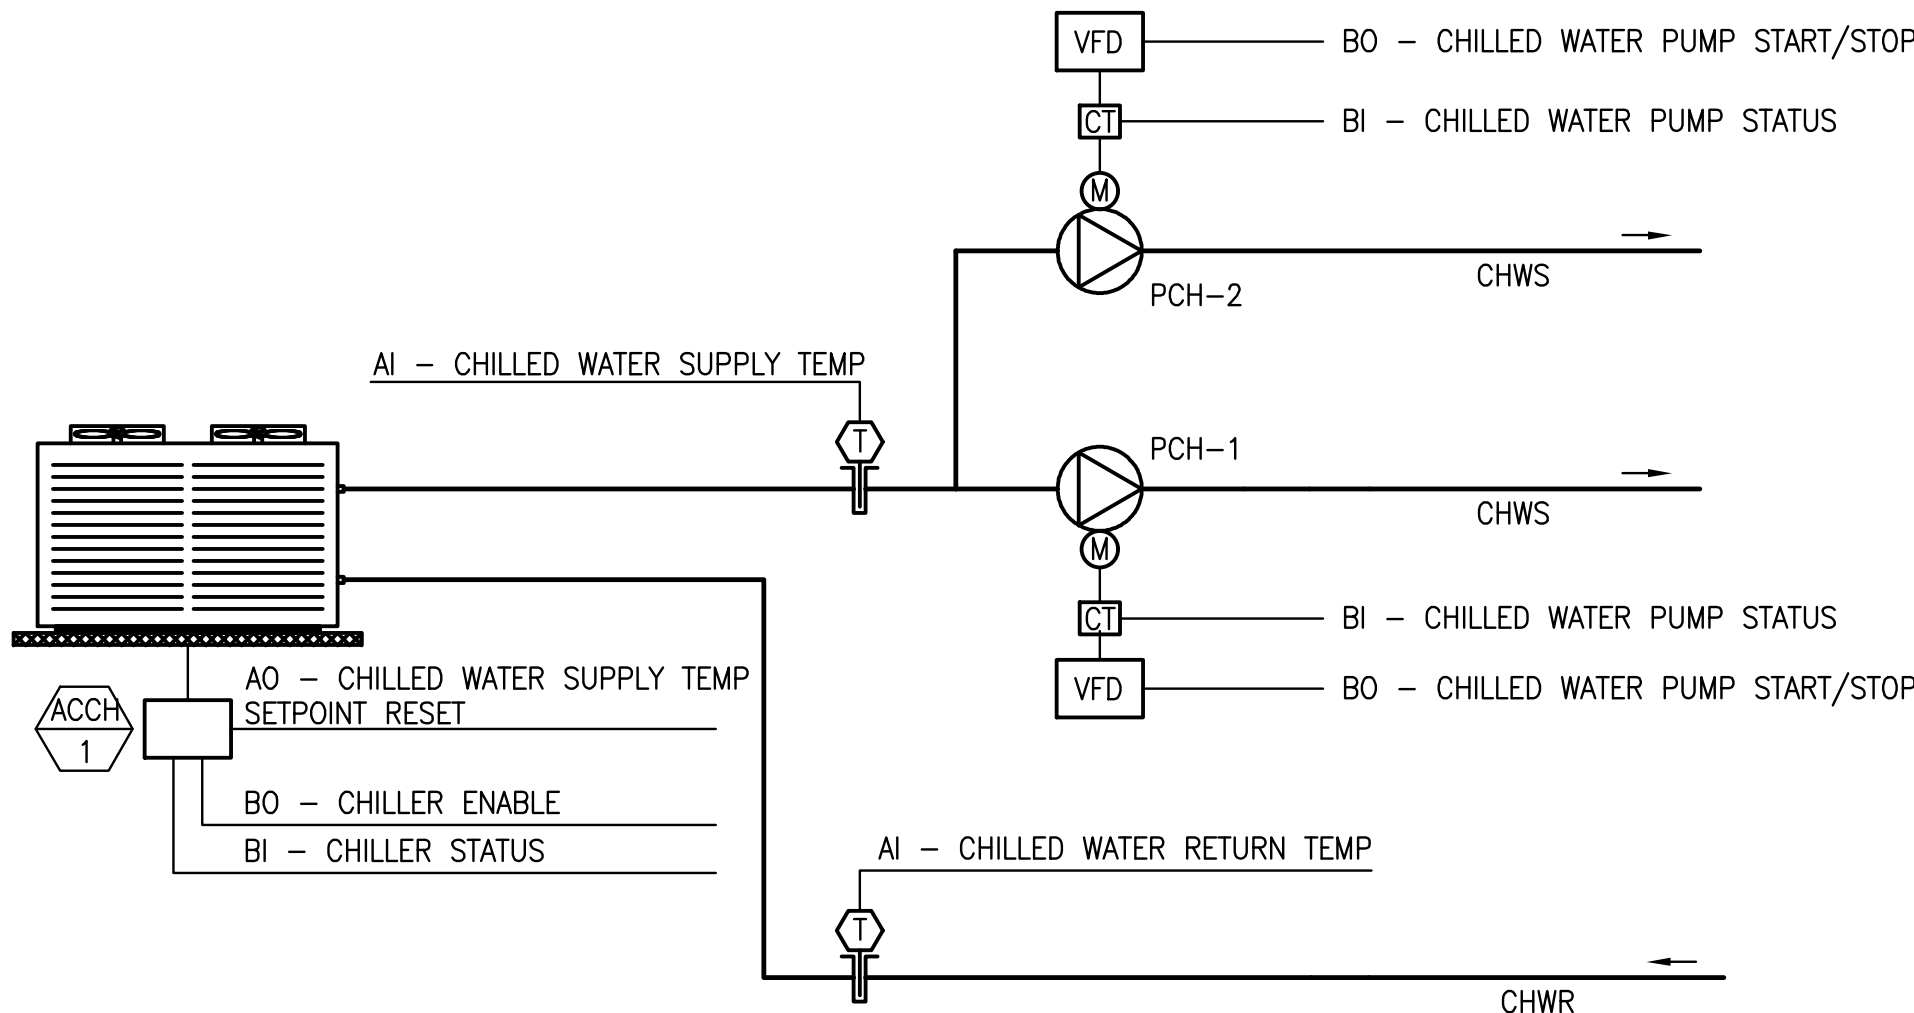 VFD
BO - CHILLED WATER PUMP START/STOP
CT
BI - CHILLED WATER PUMP STATUS
M
CHWS
PCH-2
AI - CHILLED WATER SUPPLY TEMP
T
PCH-1
CHWS
M
CT
BI - CHILLED WATER PUMP STATUS
VFD
BO - CHILLED WATER PUMP START/STOP
AO - CHILLED WATER SUPPLY TEMP
SETPOINT RESET
ACCH
1
BO - CHILLER ENABLE
BI - CHILLER STATUS
AI - CHILLED WATER RETURN TEMP
T
CHWR